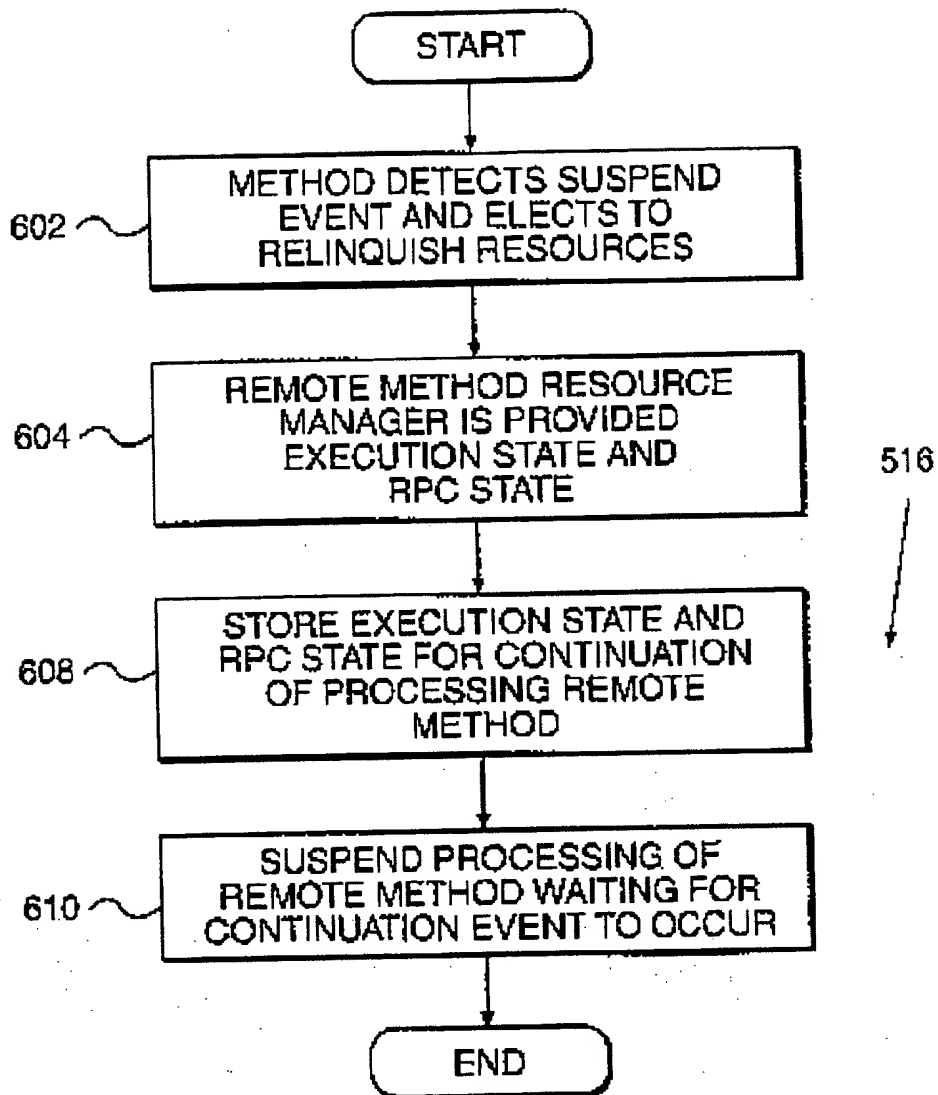 START
602
METHOD DETECTS SUSPEND
EVENT AND ELECTS TO
RELINQUISH RESOURCES
604
REMOTE METHOD RESOURCE
MANAGER IS PROVIDED
EXECUTION STATE AND
RPC STATE
516
608
STORE EXECUTION STATE AND
RPC STATE FOR CONTINUATION
OF PROCESSING REMOTE
METHOD
610
SUSPEND PROCESSING OF
REMOTE METHOD WAITING FOR
CONTINUATION EVENT TO OCCUR
END